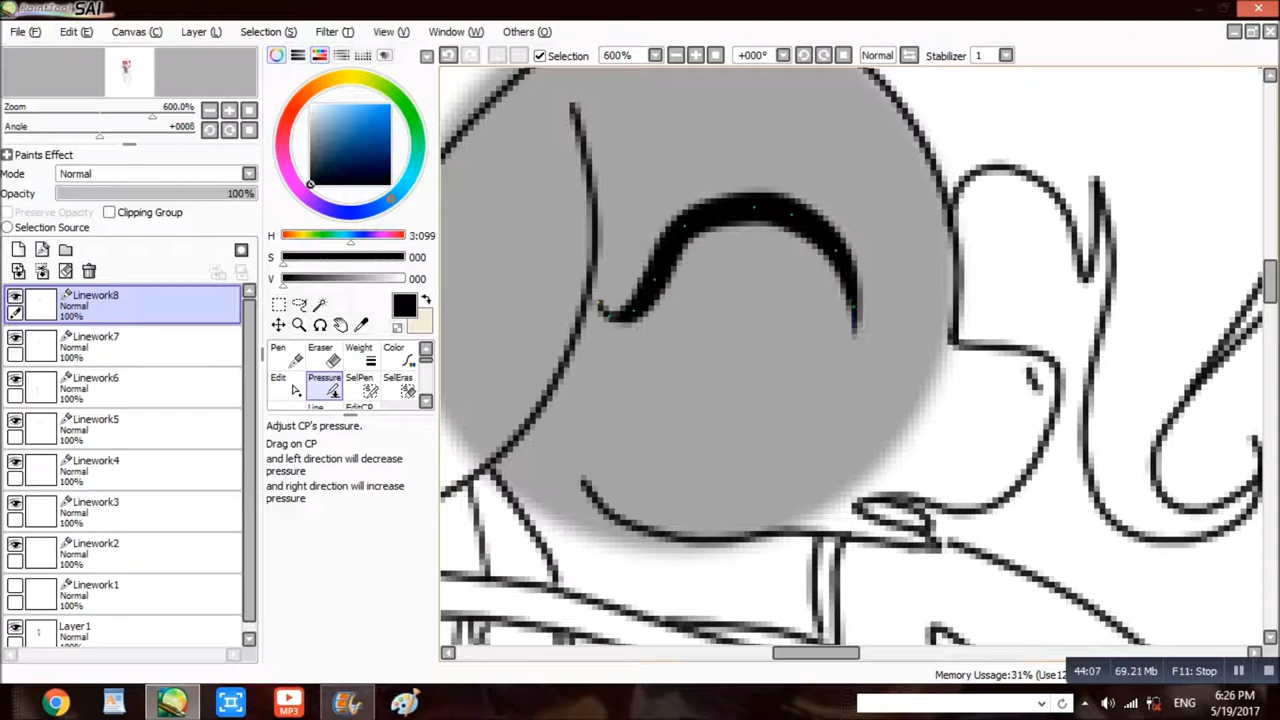 PaintTool SAI
File (F) Edit (E) Canvas (C) Layer (L) Selection (S) Filter (T) View (V) Window (W) Others (O)
Selection 600% +000° Normal Stabilizer 1
Zoom 600.0%
Angle
Paints Effect
Mode Normal
Opacity 100%
Preserve Opacity Clipping Group
Selection Source
Linework8
Normal
100%
Linework7
Normal
100%
Linework6
Normal
100%
Linework5
Normal
100%
Linework4
Normal
100%
Linework3
Normal
100%
Linework2
Normal
100%
Linework1
Normal
100%
Layer1
Normal
H 3:099
S 000
V 000
Pen Eraser Weight Color
Edit Pressure SelPen SelEras
Line EditCP
Adjust CP's pressure.
Drag on CP
and left direction will decrease
pressure
and right direction will increase
pressure
Memory Ussage:31% (Use12
44:07 69.21 Mb F11: Stop
MP3
ENG
6:26 PM
5/19/2017